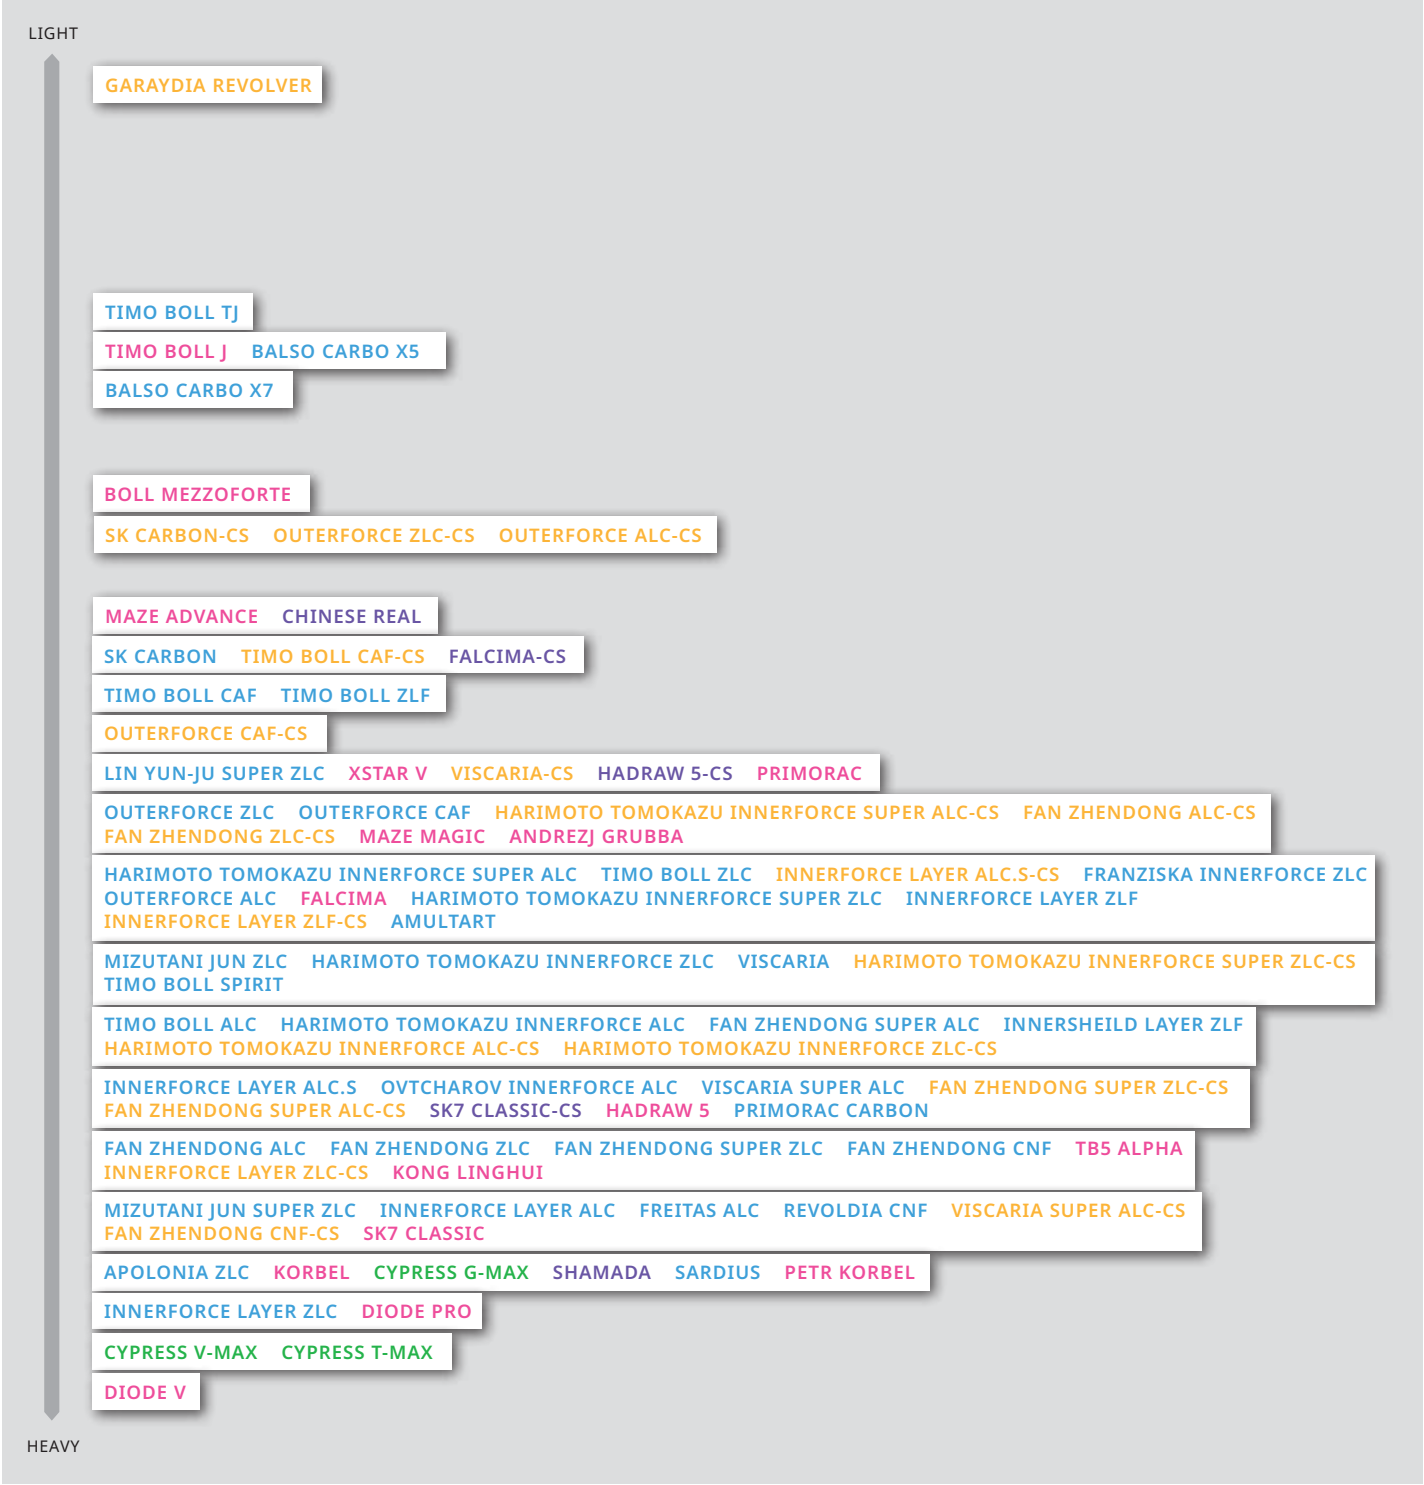 LIGHT
GARAYDIA REVOLVER
TIMO BOLL TJ
TIMO BOLL J BALSO CARBO X5
BALSO CARBO X7
BOLL MEZZOFORTE
SK CARBON-CS OUTERFORCE ZLC-CS OUTERFORCE ALC-CS
MAZE ADVANCE CHINESE REAL
SK CARBON TIMO BOLL CAF-CS FALCIMA-CS
TIMO BOLL CAF TIMO BOLL ZLF
OUTERFORCE CAF-CS
LIN YUN-JU SUPER ZLC XSTAR V VISCARIA-CS HADRAW 5-CS PRIMORAC
OUTERFORCE ZLC OUTERFORCE CAF HARIMOTO TOMOKAZU INNERFORCE SUPER ALC-CS FAN ZHENDONG ALC-CS
FAN ZHENDONG ZLC-CS MAZE MAGIC ANDREZJ GRUBBA
HARIMOTO TOMOKAZU INNERFORCE SUPER ALC TIMO BOLL ZLC INNERFORCE LAYER ALC.S-CS FRANZISKA INNERFORCE ZLC
OUTERFORCE ALC FALCIMA HARIMOTO TOMOKAZU INNERFORCE SUPER ZLC INNERFORCE LAYER ZLF
INNERFORCE LAYER ZLF-CS AMULTART
MIZUTANI JUN ZLC HARIMOTO TOMOKAZU INNERFORCE ZLC VISCARIA HARIMOTO TOMOKAZU INNERFORCE SUPER ZLC-CS
TIMO BOLL SPIRIT
TIMO BOLL ALC HARIMOTO TOMOKAZU INNERFORCE ALC FAN ZHENDONG SUPER ALC INNERSHEILD LAYER ZLF
HARIMOTO TOMOKAZU INNERFORCE ALC-CS HARIMOTO TOMOKAZU INNERFORCE ZLC-CS
INNERFORCE LAYER ALC.S OVTCHAROV INNERFORCE ALC VISCARIA SUPER ALC FAN ZHENDONG SUPER ZLC-CS
FAN ZHENDONG SUPER ALC-CS SK7 CLASSIC-CS HADRAW 5 PRIMORAC CARBON
FAN ZHENDONG ALC FAN ZHENDONG ZLC FAN ZHENDONG SUPER ZLC FAN ZHENDONG CNF TB5 ALPHA
INNERFORCE LAYER ZLC-CS KONG LINGHUI
MIZUTANI JUN SUPER ZLC INNERFORCE LAYER ALC FREITAS ALC REVOLDIA CNF VISCARIA SUPER ALC-CS
FAN ZHENDONG CNF-CS SK7 CLASSIC
APOLONIA ZLC KORBEL CYPRESS G-MAX SHAMADA SARDIUS PETR KORBEL
INNERFORCE LAYER ZLC DIODE PRO
CYPRESS V-MAX CYPRESS T-MAX
DIODE V
HEAVY